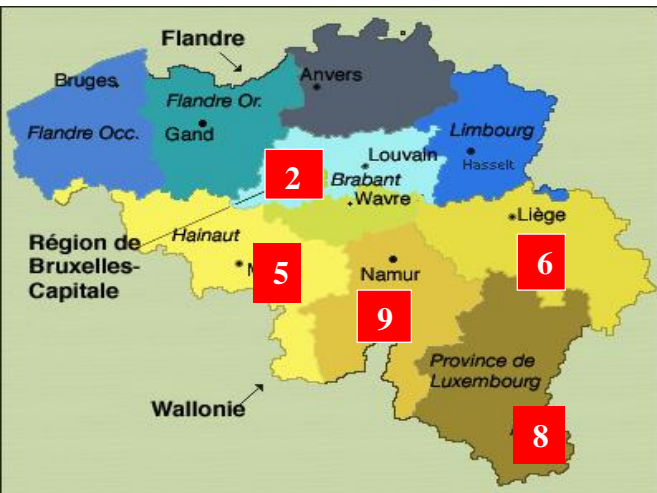 Flandre
Bruges
Anvers
Flandre Or.
Flandre Occ.
Gand
Limbourg
Louvain
Hasselt
2
Brabant
Wavre
Hainaut
Liège
Région de
Bruxelles-
Capitale
5
Namur
6
9
Province de
Luxembourg
Wallonie
8